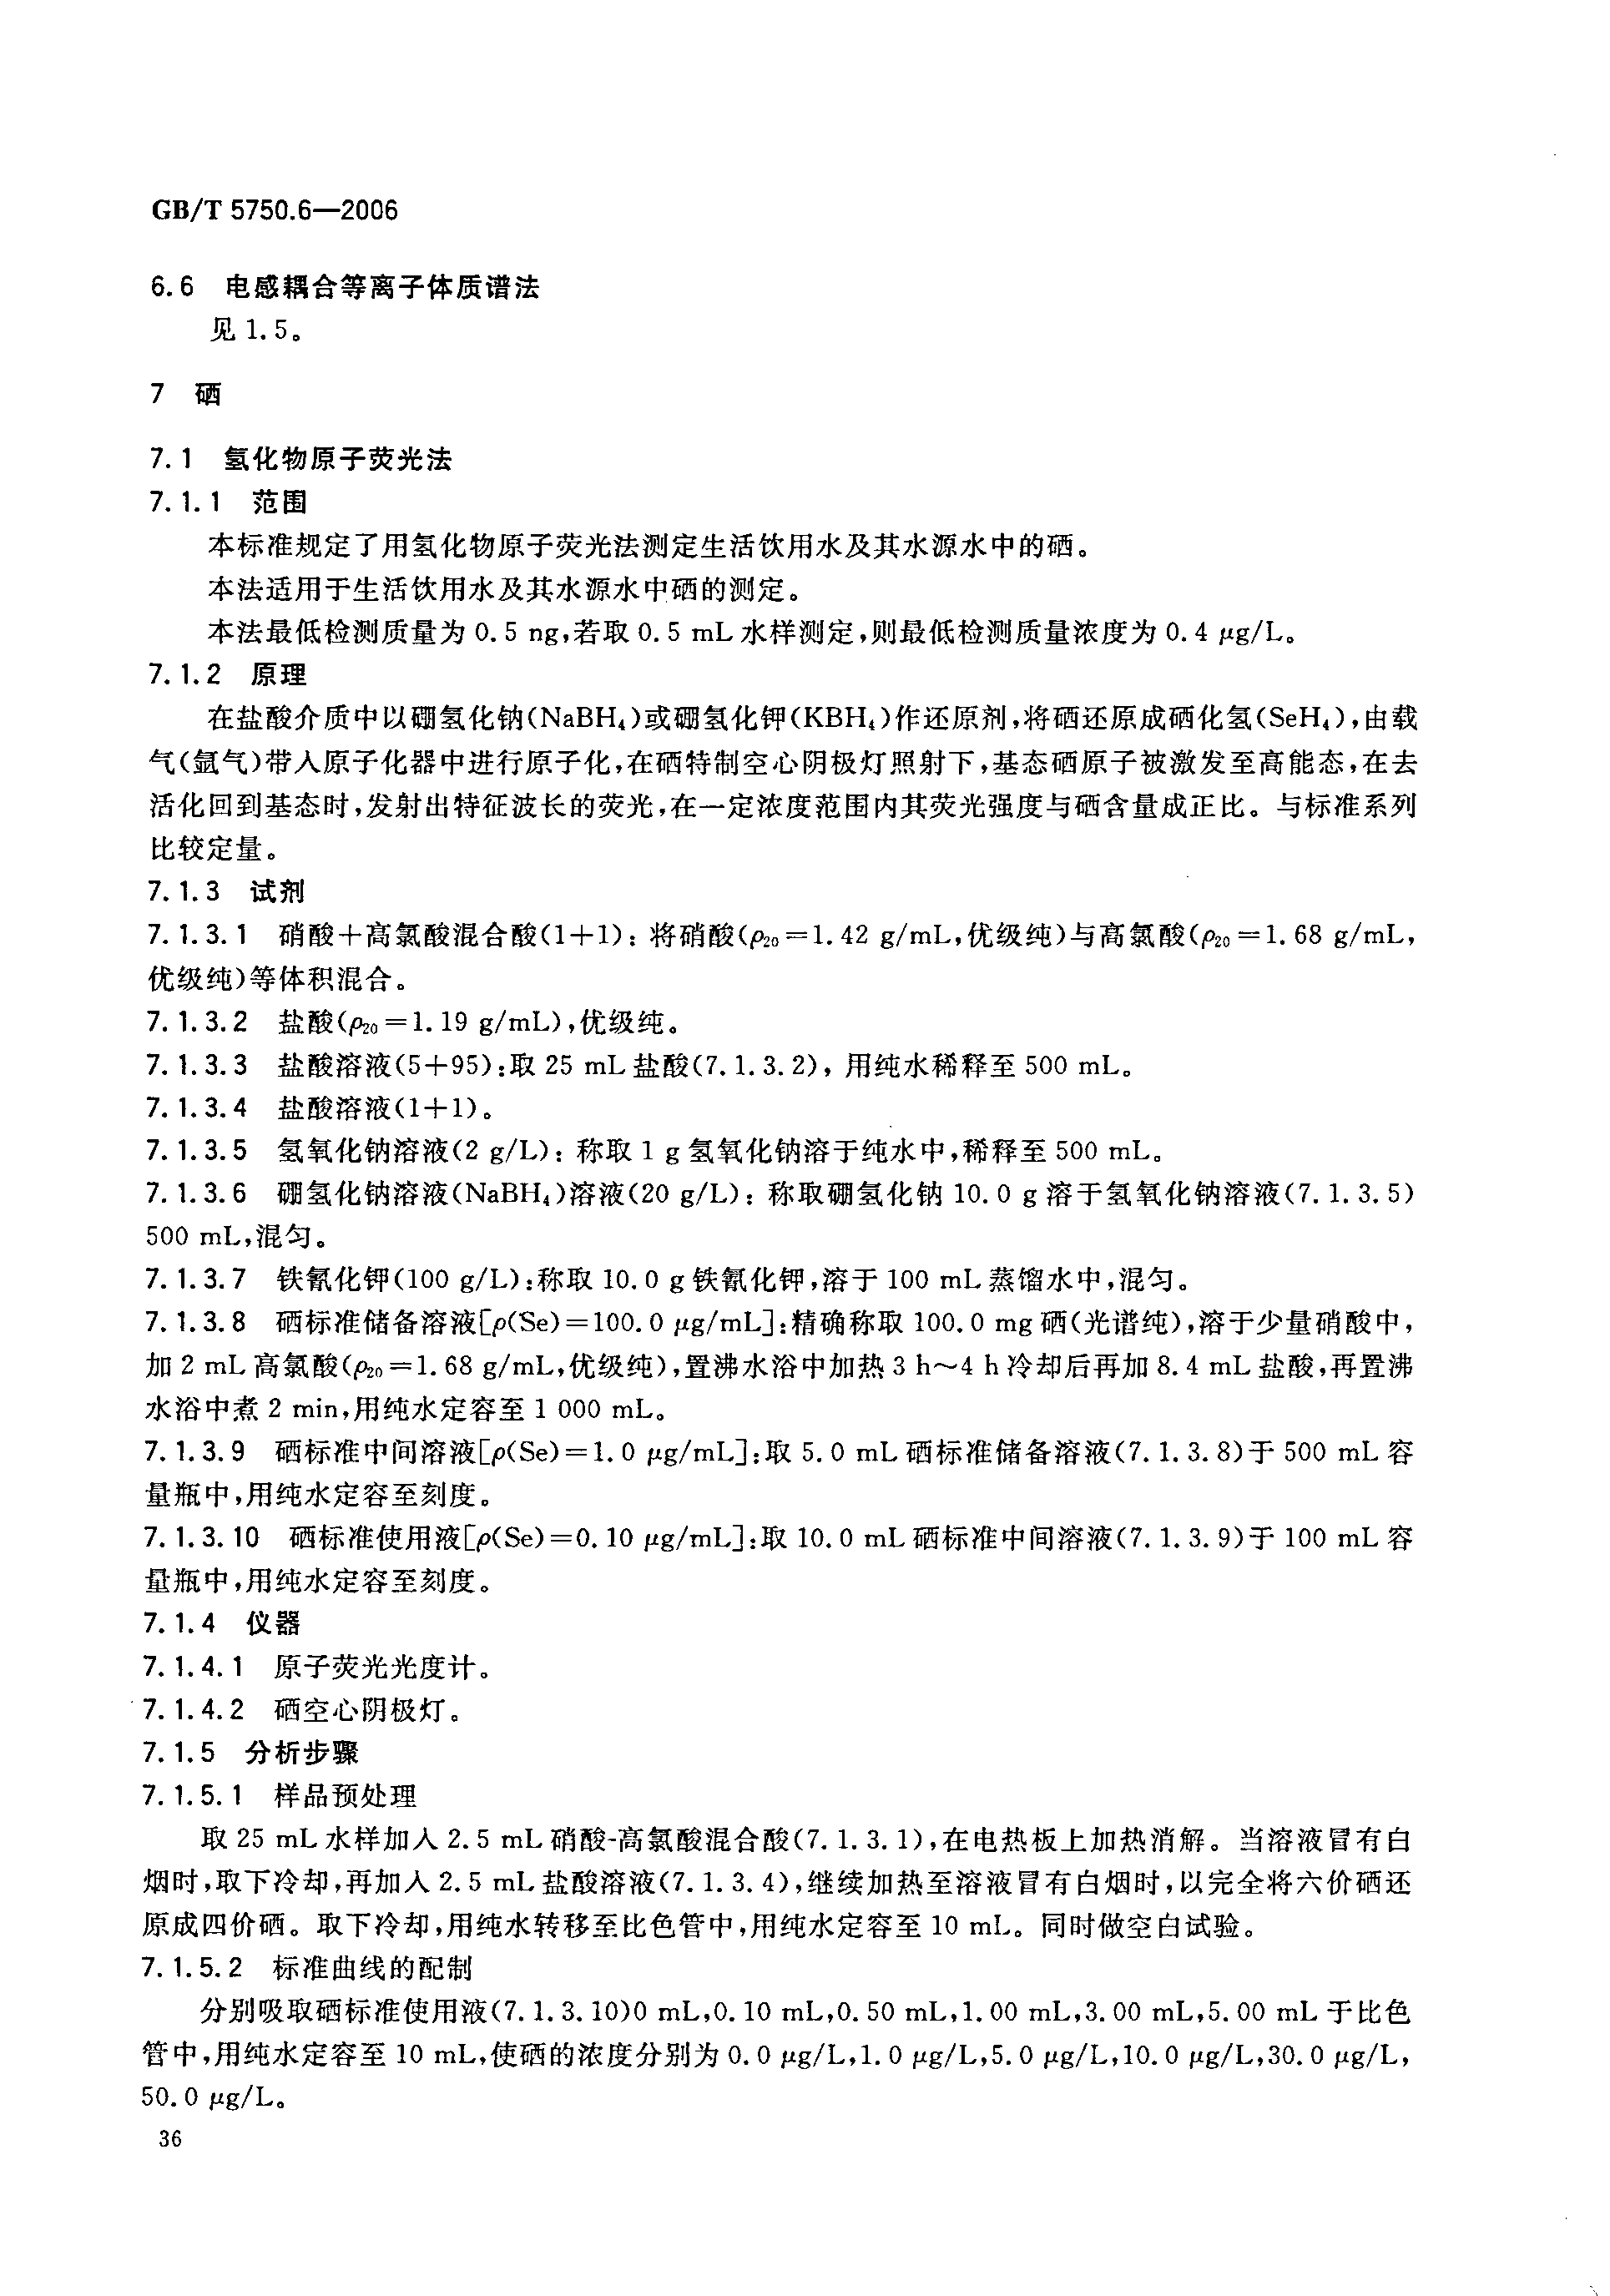 GB/T 5750.6—2006
6.6 电感耦合等离子体质谱法
见 1.5。
7 硒
7.1 氢化物原子荧光法
7.1.1 范围
本标准规定了用氢化物原子荧光法测定生活饮用水及其水源水中的硒。
本法适用于生活饮用水及其水源水中硒的测定。
本法最低检测质量为 0.5 ng,若取 0.5 mL 水样测定,则最低检测质量浓度为 0.4 μg/L。
7.1.2 原理
在盐酸介质中以硼氢化钠(NaBH₄)或硼氢化钾(KBH₄)作还原剂,将硒还原成硒化氢(SeH₄),由载
气(氩气)带入原子化器中进行原子化,在硒特制空心阴极灯照射下,基态硒原子被激发至高能态,在去
活化回到基态时,发射出特征波长的荧光,在一定浓度范围内其荧光强度与硒含量成正比。与标准系列
比较定量。
7.1.3 试剂
7.1.3.1 硝酸+高氯酸混合酸(1+1): 将硝酸(ρ₂₀=1.42 g/mL,优级纯)与高氯酸(ρ₂₀=1.68 g/mL,
优级纯)等体积混合。
7.1.3.2 盐酸(ρ₂₀=1.19 g/mL),优级纯。
7.1.3.3 盐酸溶液(5+95):取 25 mL 盐酸(7.1.3.2), 用纯水稀释至 500 mL。
7.1.3.4 盐酸溶液(1+1)。
7.1.3.5 氢氧化钠溶液(2 g/L): 称取 1 g 氢氧化钠溶于纯水中,稀释至 500 mL。
7.1.3.6 硼氢化钠溶液(NaBH₄)溶液(20 g/L): 称取硼氢化钠 10.0 g 溶于氢氧化钠溶液(7.1.3.5)
500 mL,混匀。
7.1.3.7 铁氰化钾(100 g/L):称取 10.0 g 铁氰化钾,溶于 100 mL 蒸馏水中,混匀。
7.1.3.8 硒标准储备溶液[ρ(Se)=100.0 μg/mL]:精确称取 100.0 mg 硒(光谱纯),溶于少量硝酸中,
加 2 mL 高氯酸(ρ₂₀=1.68 g/mL,优级纯),置沸水浴中加热 3 h~4 h 冷却后再加 8.4 mL 盐酸,再置沸
水浴中煮 2 min,用纯水定容至 1 000 mL。
7.1.3.9 硒标准中间溶液[ρ(Se)=1.0 μg/mL]:取 5.0 mL 硒标准储备溶液(7.1.3.8)于 500 mL 容
量瓶中,用纯水定容至刻度。
7.1.3.10 硒标准使用液[ρ(Se)=0.10 μg/mL]:取 10.0 mL 硒标准中间溶液(7.1.3.9)于 100 mL 容
量瓶中,用纯水定容至刻度。
7.1.4 仪器
7.1.4.1 原子荧光光度计。
7.1.4.2 硒空心阴极灯。
7.1.5 分析步骤
7.1.5.1 样品预处理
取 25 mL 水样加入 2.5 mL 硝酸-高氯酸混合酸(7.1.3.1),在电热板上加热消解。当溶液冒有白
烟时,取下冷却,再加入 2.5 mL 盐酸溶液(7.1.3.4),继续加热至溶液冒有白烟时,以完全将六价硒还
原成四价硒。取下冷却,用纯水转移至比色管中,用纯水定容至 10 mL。同时做空白试验。
7.1.5.2 标准曲线的配制
分别吸取硒标准使用液(7.1.3.10)0 mL,0.10 mL,0.50 mL,1.00 mL,3.00 mL,5.00 mL 于比色
管中,用纯水定容至 10 mL,使硒的浓度分别为 0.0 μg/L,1.0 μg/L,5.0 μg/L,10.0 μg/L,30.0 μg/L,
50.0 μg/L。
36